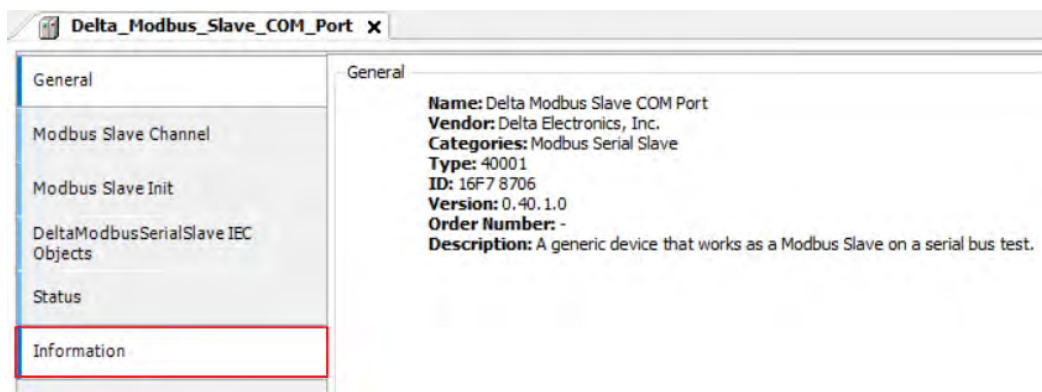 Delta_Modbus_Slave_COM_Port X
General
Modbus Slave Channel
Modbus Slave Init
DeltaModbusSerialSlave IEC
Objects
Status
Information
General
Name: Delta Modbus Slave COM Port
Vendor: Delta Electronics, Inc.
Categories: Modbus Serial Slave
Type: 40001
ID: 16F7 8706
Version: 0.40.1.0
Order Number: -
Description: A generic device that works as a Modbus Slave on a serial bus test.